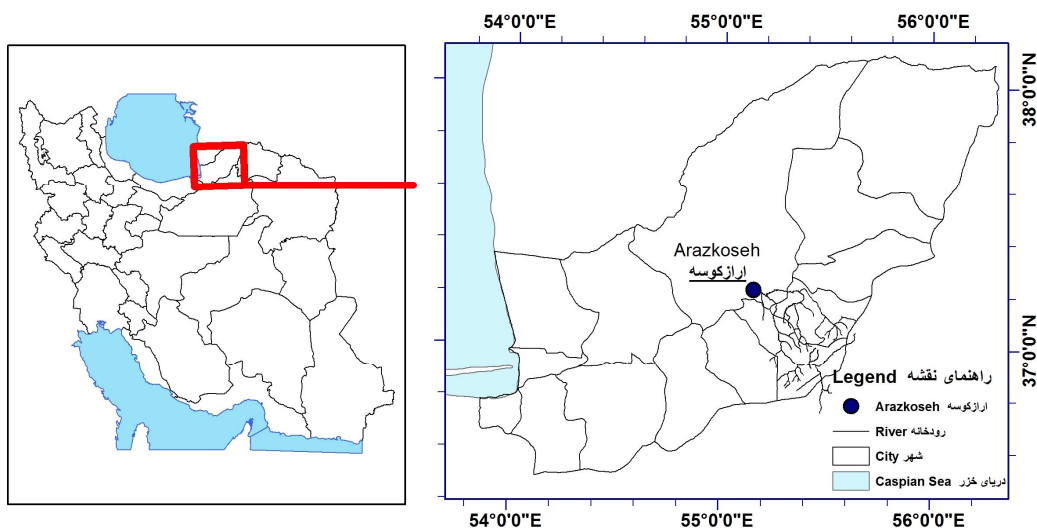 54°0'0"E 55°0'0"E 56°0'0"E
38°0'0"N
Arazkoseh
ارازکوسه
37°0'0"N
Legend راهنمای نقشه
Arazkoseh ارازکوسه
River رودخانه
City شهر
Caspian Sea دریای خزر
54°0'0"E 55°0'0"E 56°0'0"E